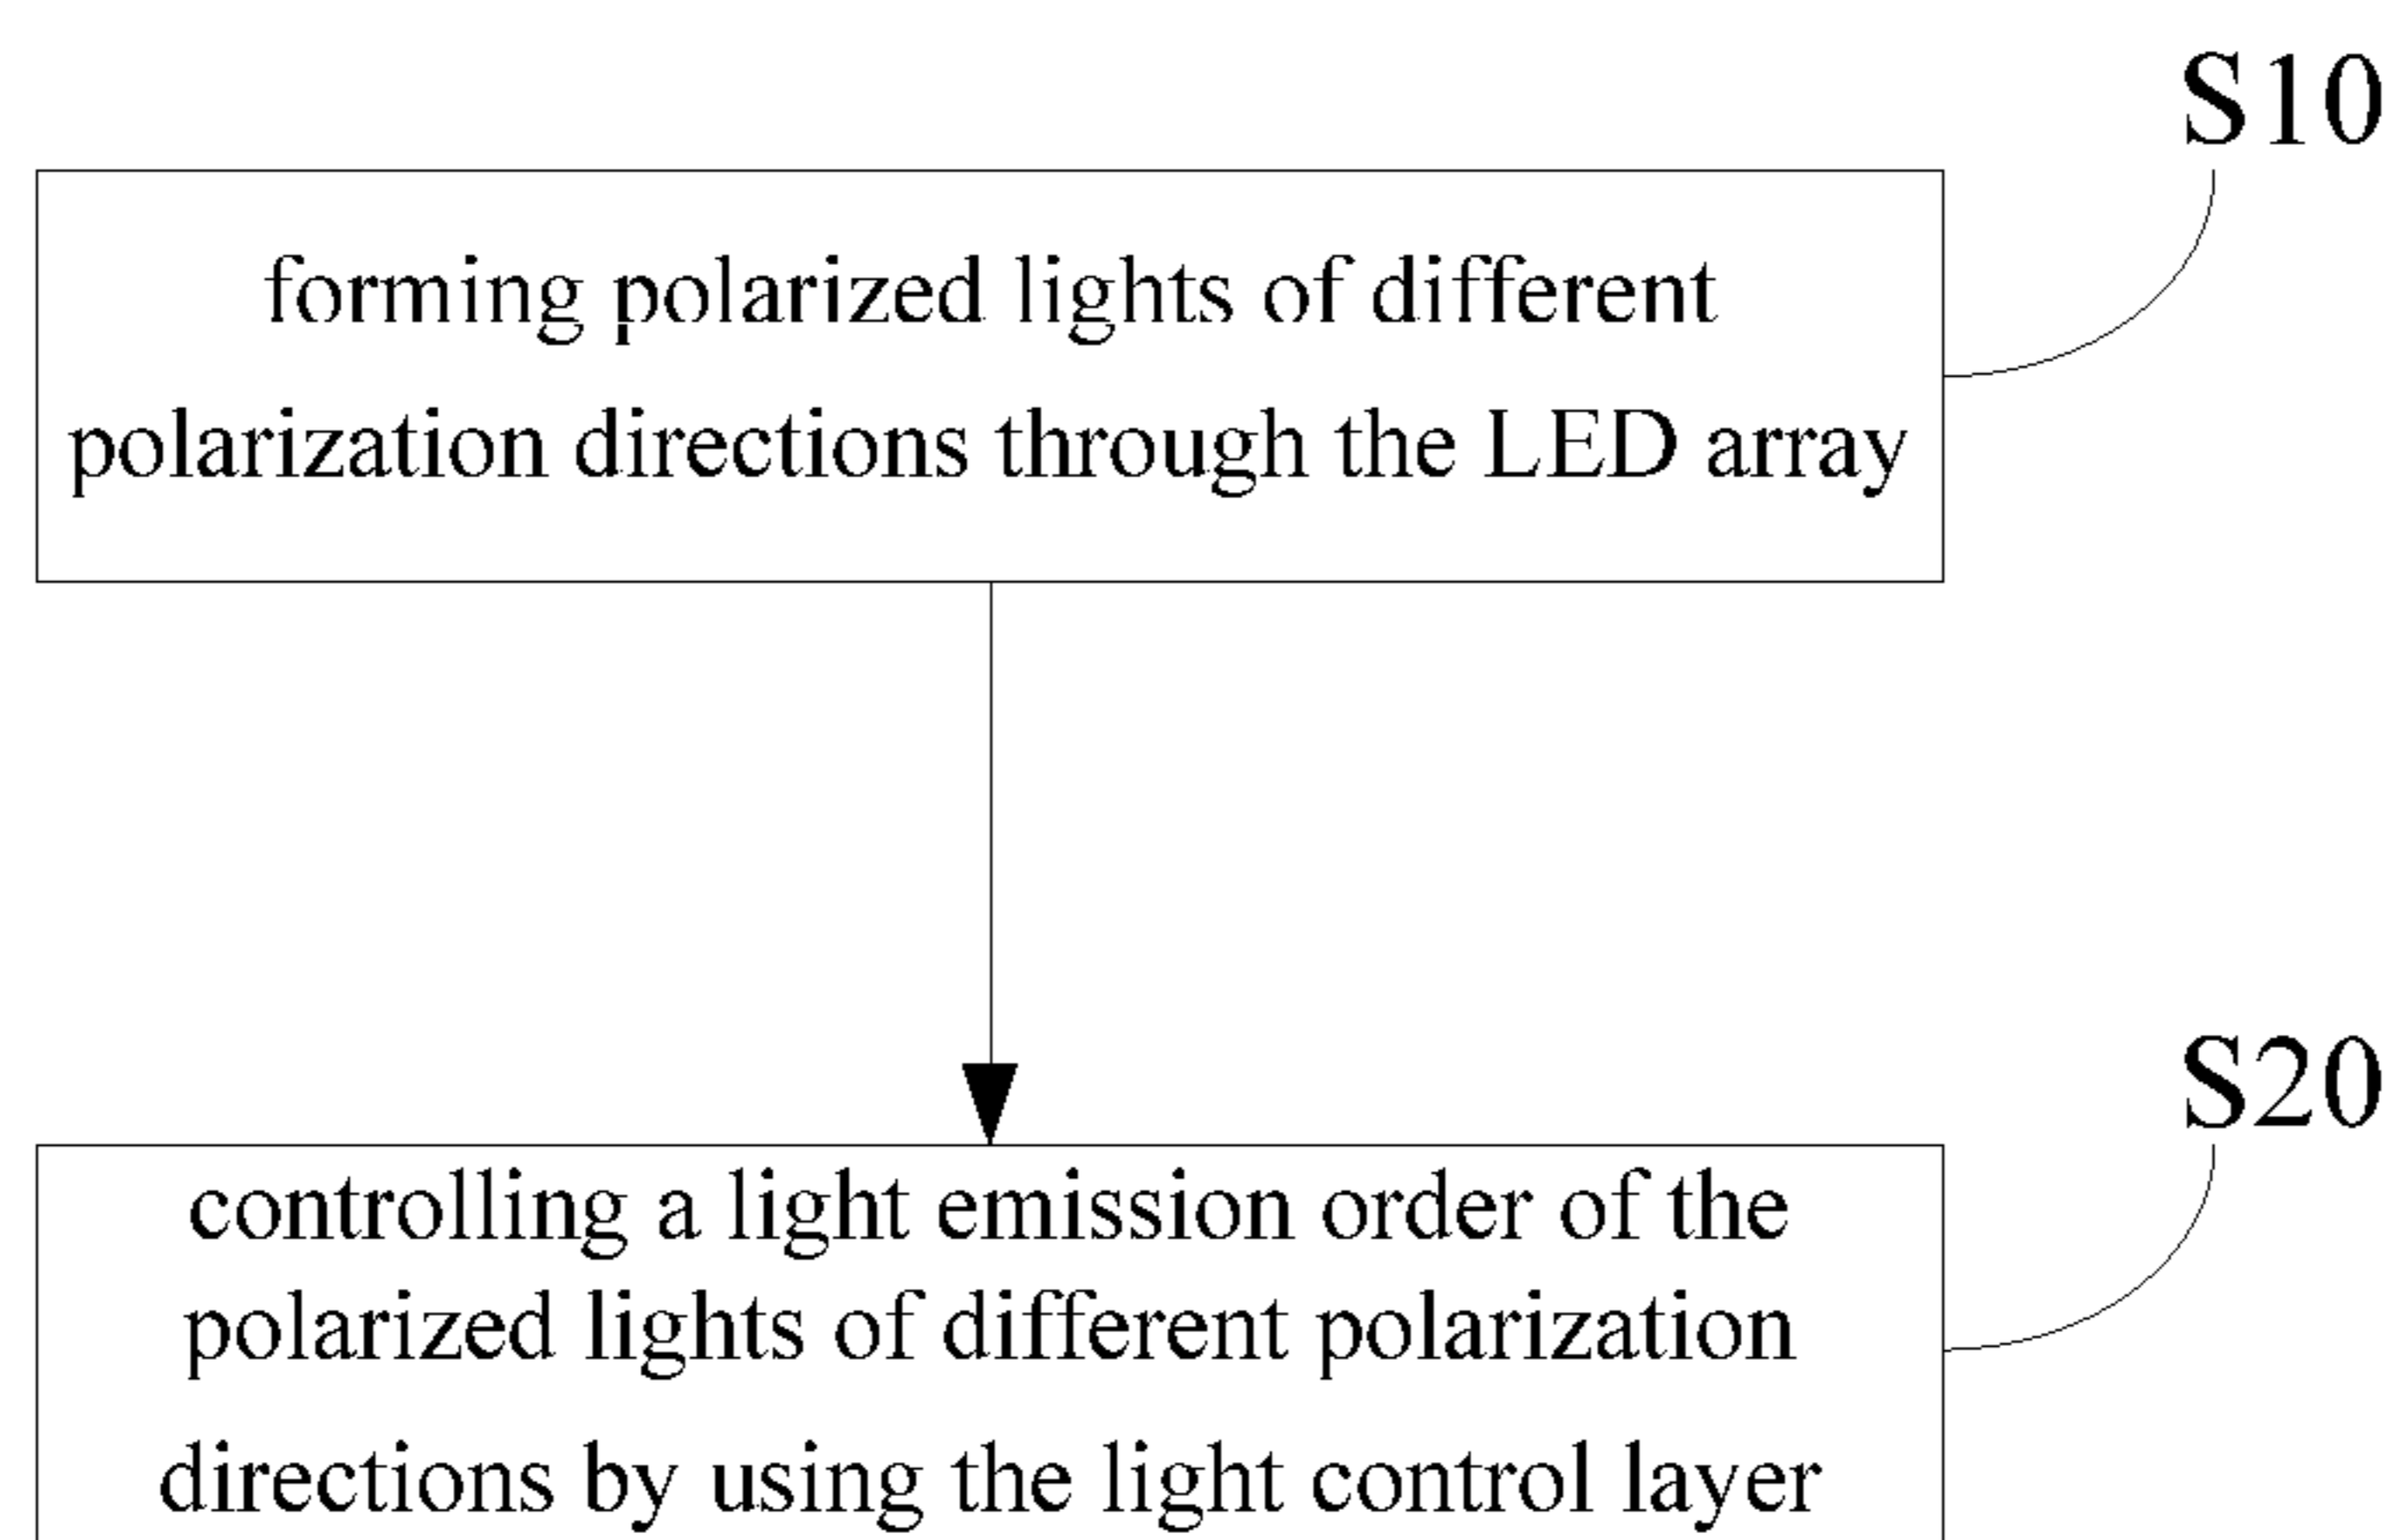 S10
forming polarized lights of different
polarization directions through the LED array
S20
controlling a light emission order of the
polarized lights of different polarization
directions by using the light control layer